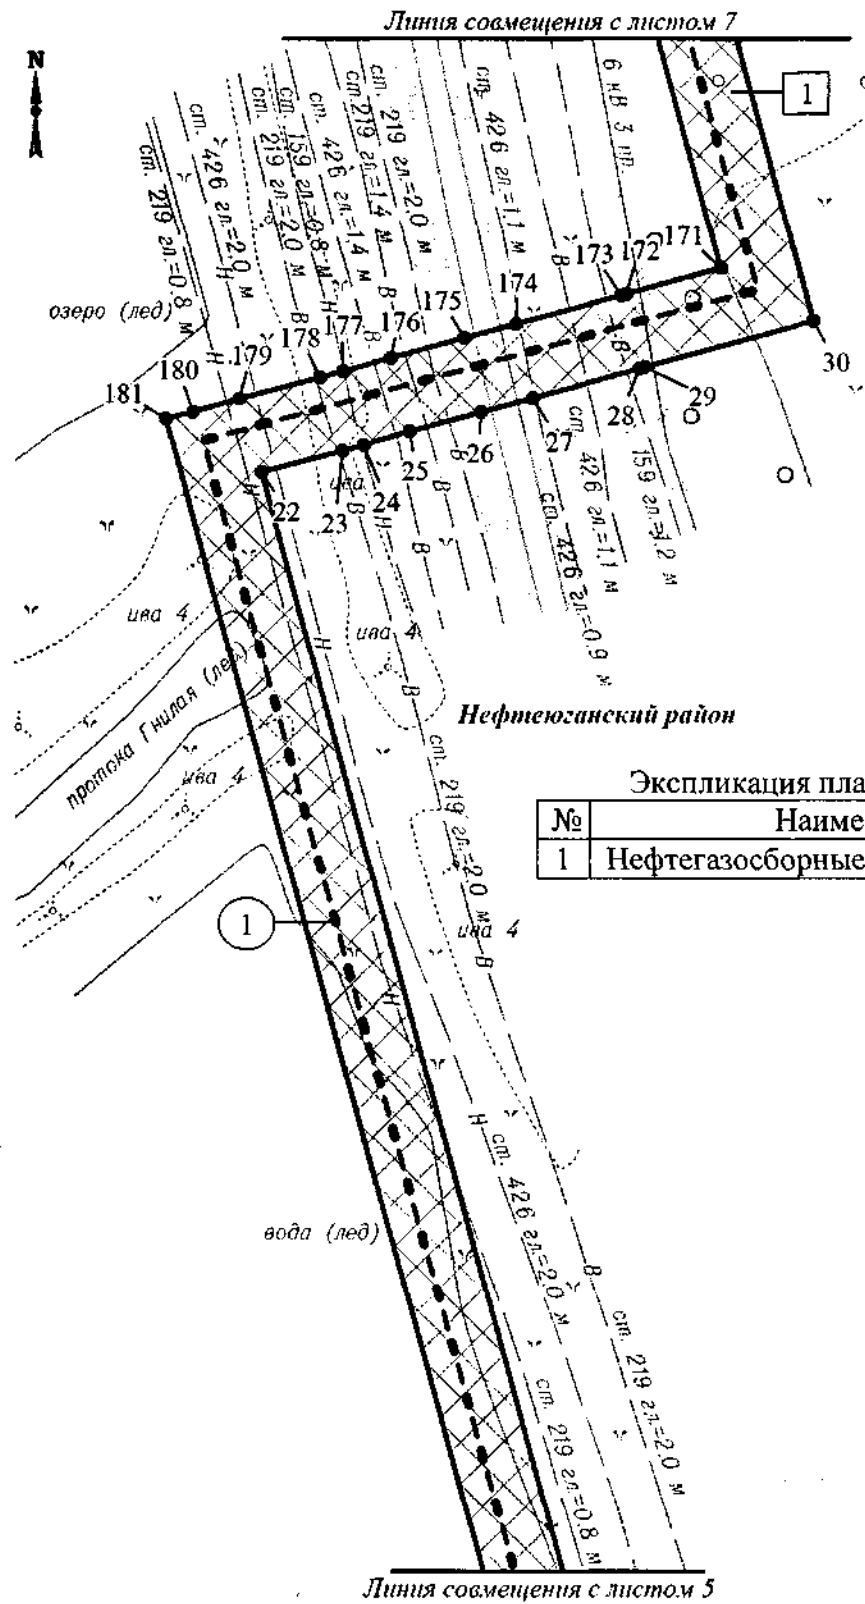 Линия совмещения с листом 7
N
1
6 кВ 3 пр.
ст. 219 гл.=0.8 м
ст. 426 гл.=2.0 м
ст. 219 гл.=2.0 м
ст. 159 гл.=0.8 м
ст. 426 гл.=1.4 м
ст. 219 гл.=1.4 м
ст. 219 гл.=2.0 м
ст. 426 гл.=1.1 м
171
172
173
174
175
176
177
178
179
180
181
озеро (лед)
30
29
28
27
26
25
24
23
22
Н
Н
Н
В
В
В
В
В
ива
Н
В
В
В
В
Н
159 гл.=1.2 м
426 гл.=1.1 м
ст. 426 гл.=0.9 м
ива 4
ива 4
Н
В
протока Гнилая (лед)
ива 4
Нефтеюганский район
ст. 219 гл.=2.0 м
Экспликация пла
№ Наиме
1 Нефтегазосборные
1
ива 4
В
Н
Н
вода (лед)
ст. 426 гл.=2.0 м
В
ст. 219 гл.=2.0 м
ст. 219 гл.=0.8 м
Линия совмещения с листом 5